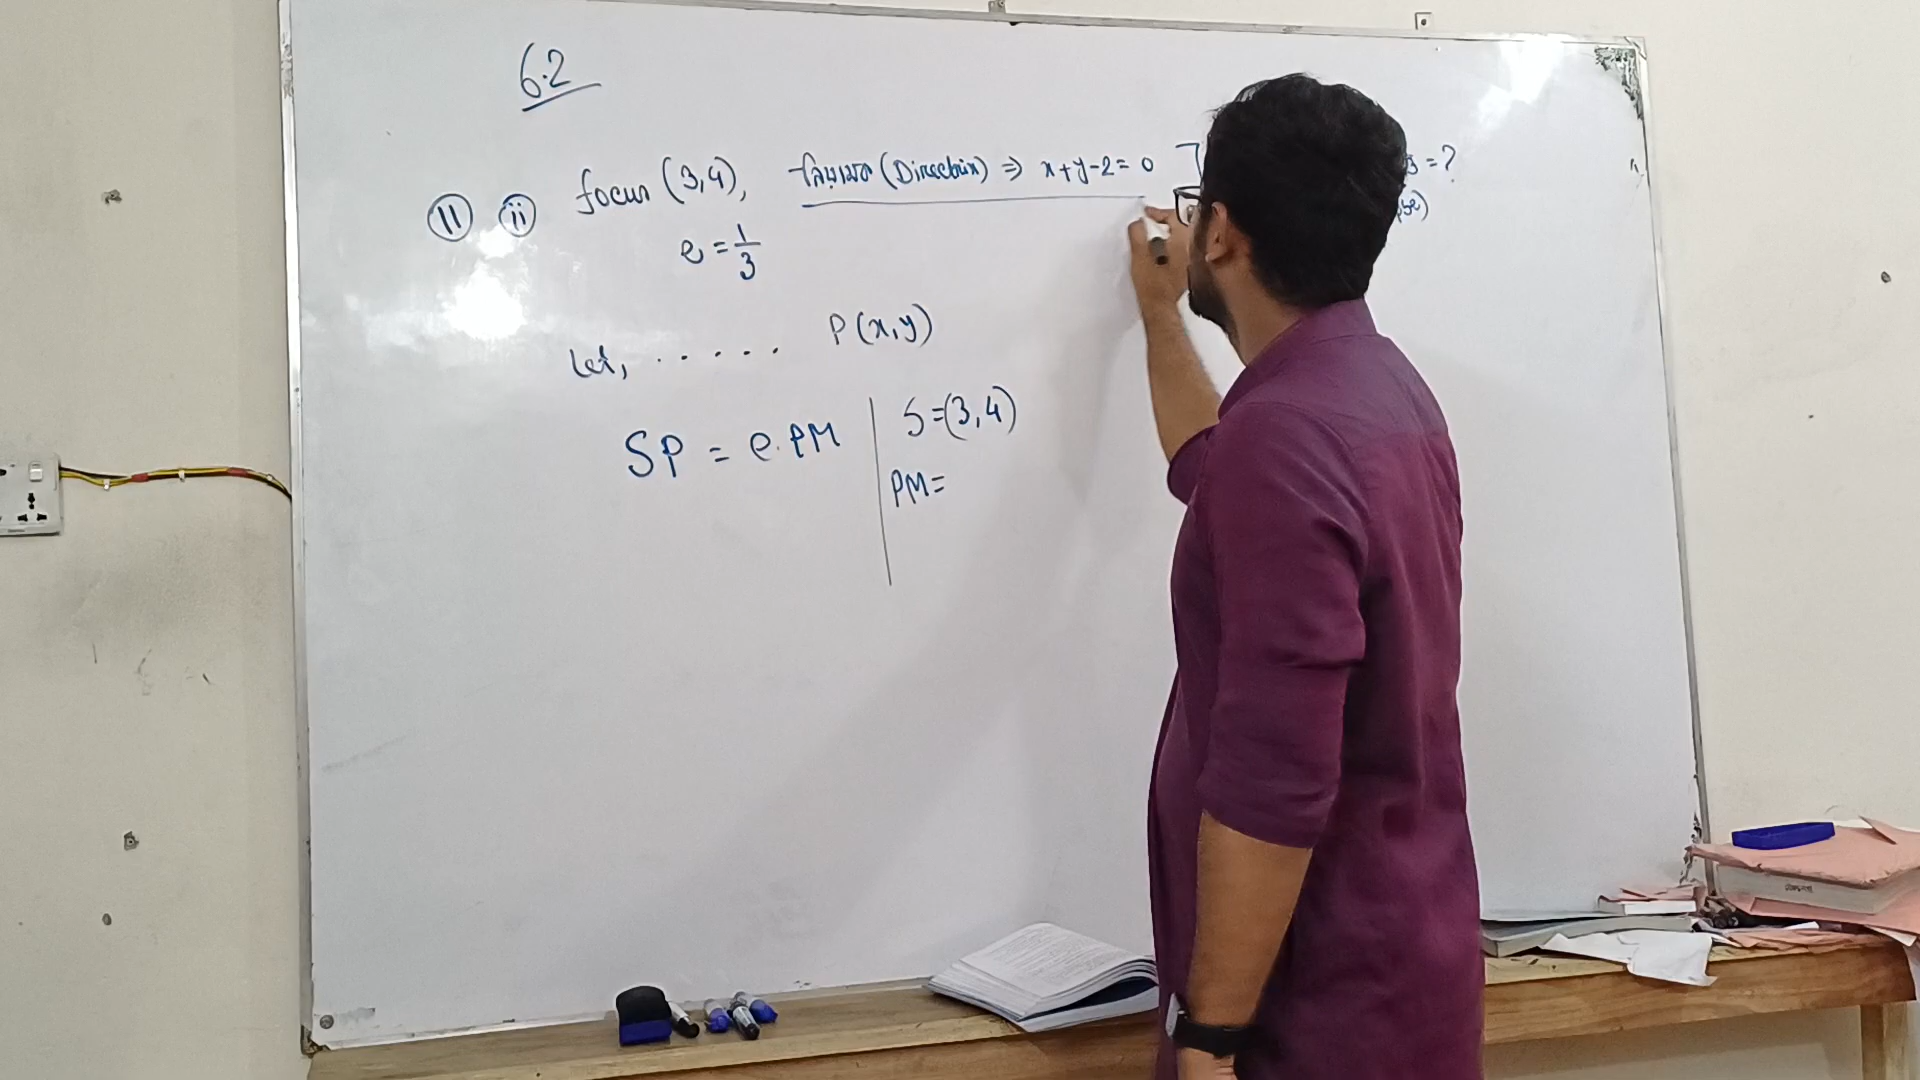 6.2
11 ii focus (3,4), নিয়ামক (Directrix) ⇒ x+y-2=0 ] =?
e = 1/3
Let, ..... P(x,y)
SP = e.PM | S=(3,4)
PM=